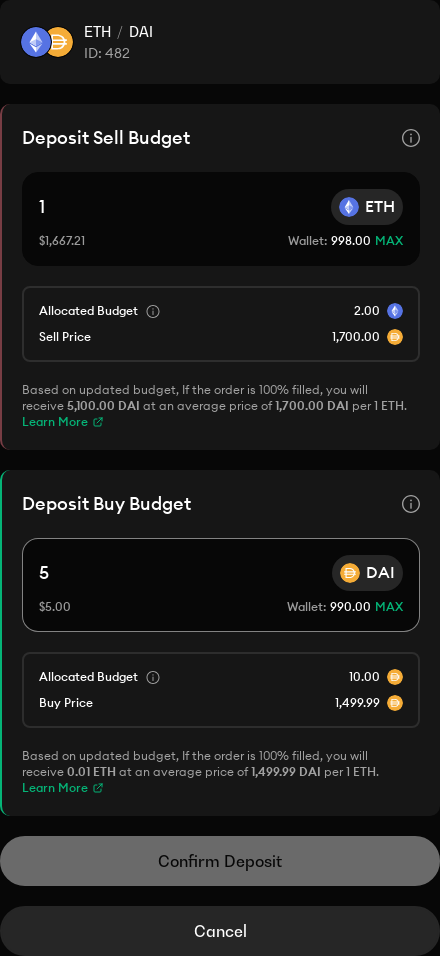 ETH / DAI
ID: 482
Deposit Sell Budget
1
ETH
$1,667.21
Wallet: 998.00 MAX
Allocated Budget
2.00
Sell Price
1,700.00
Based on updated budget, If the order is 100% filled, you will
receive 5,100.00 DAI at an average price of 1,700.00 DAI per 1 ETH.
Learn More
Deposit Buy Budget
5
DAI
$5.00
Wallet: 990.00 MAX
Allocated Budget
10.00
Buy Price
1,499.99
Based on updated budget, If the order is 100% filled, you will
receive 0.01 ETH at an average price of 1,499.99 DAI per 1 ETH.
Learn More
Confirm Deposit
Cancel